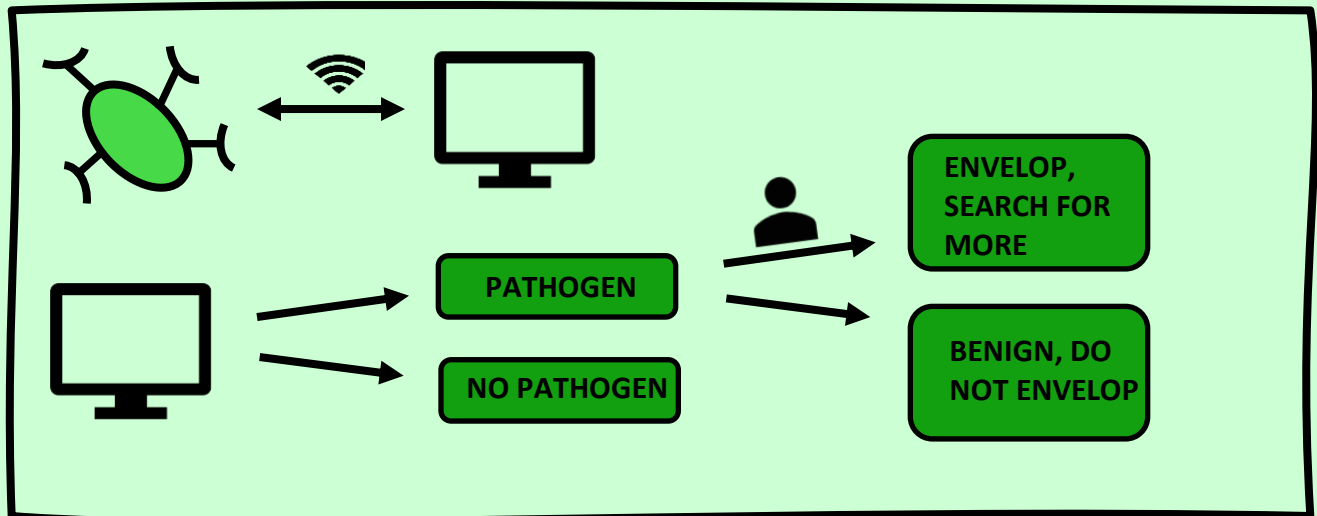 ENVELOP,
SEARCH FOR
MORE
PATHOGEN
BENIGN, DO
NOT ENVELOP
NO PATHOGEN